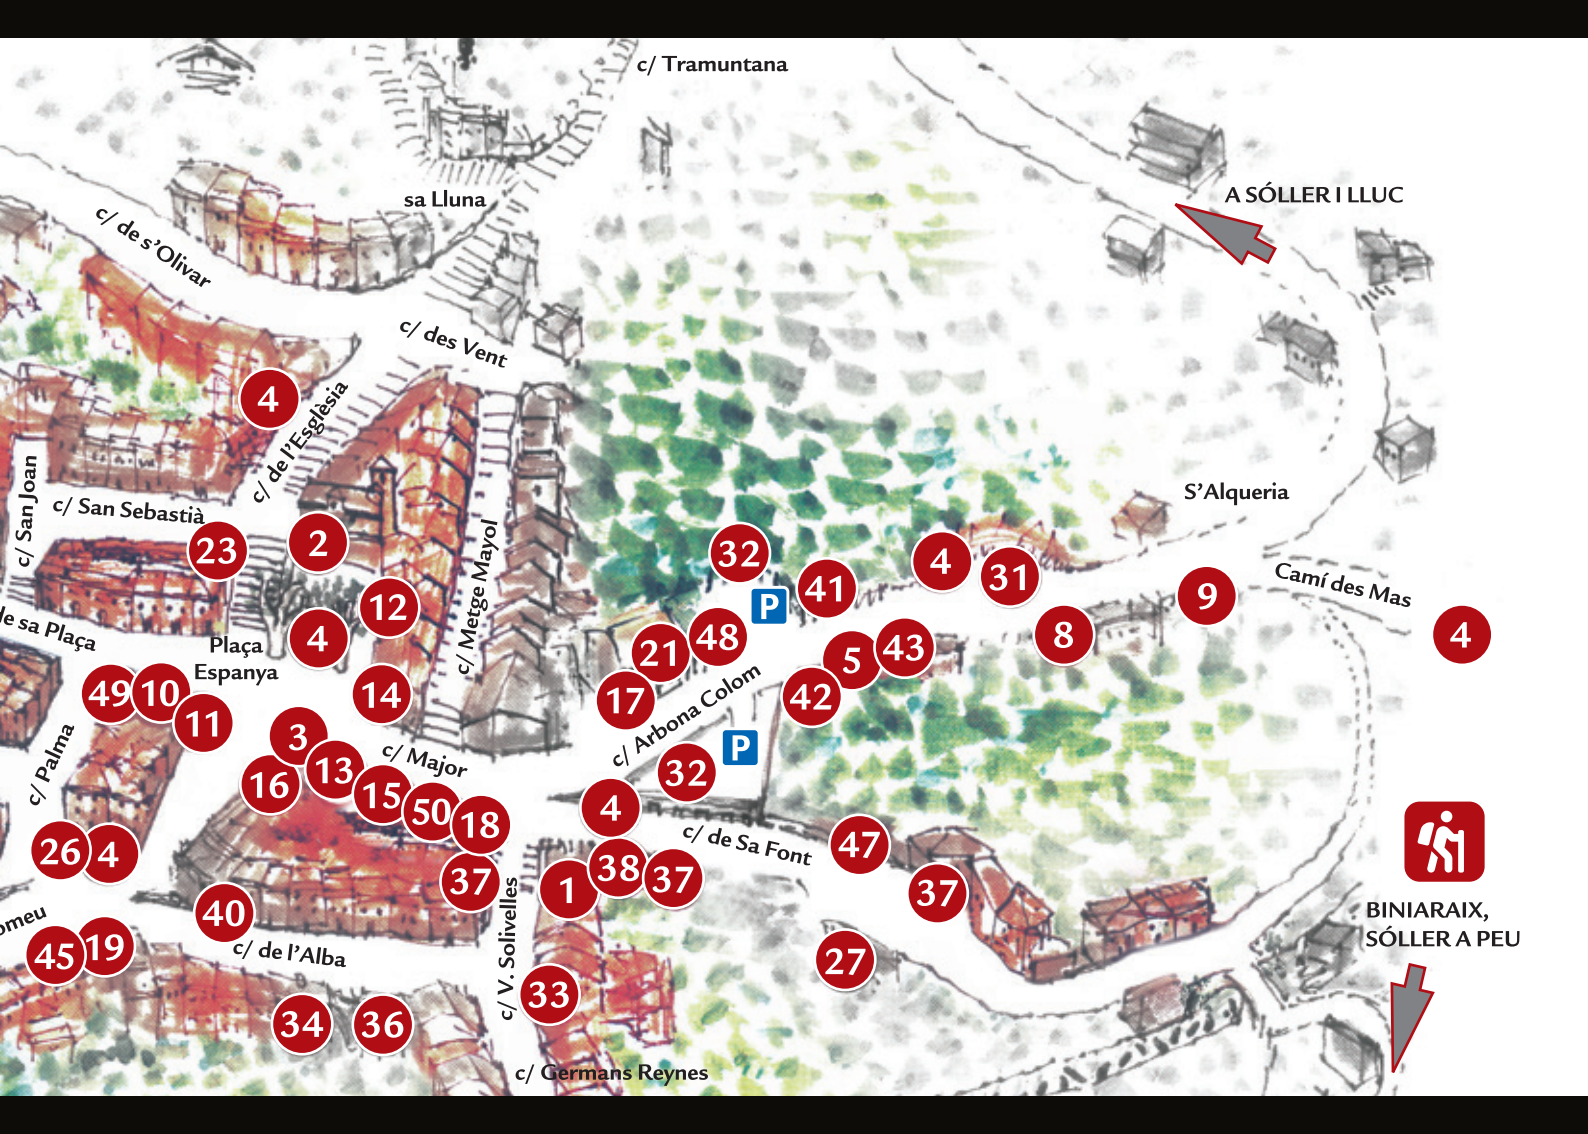 c/ Tramuntana
A SÓLLER I LLUC
sa Lluna
c/ de s'Olivar
c/ des Vent
4
c/ de l'Esglèsia
c/ San Joan
c/ San Sebastià
S'Alqueria
23
2
32
P
41
4
31
9
Camí des Mas
4
c/ Metge Mayol
12
4
de sa Plaça
Plaça
Espanya
21
48
5
43
8
42
17
c/ Arbona Colom
49
10
11
14
3
13
16
15
50
18
c/ Major
P
32
4
c/ Palma
26
4
37
1
38
37
c/ de Sa Font
47
37
40
c/ de l'Alba
c/ V. Solivelles
45
19
27
33
34
36
c/ Germans Reynes
BINIARAIX,
SÓLLER A PEU